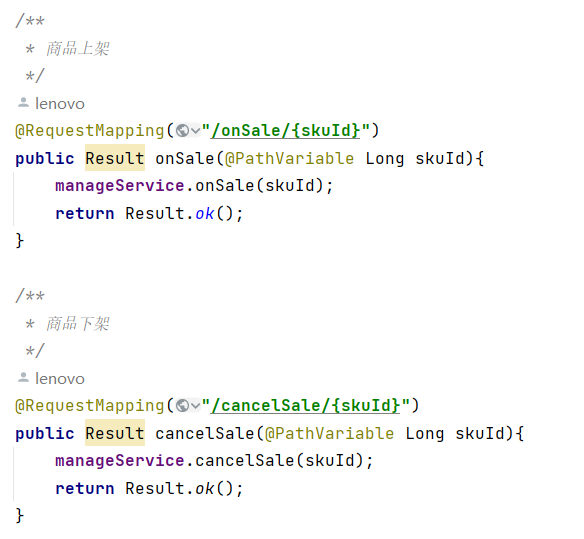 /**
 * 商品上架
 */
lenovo
@RequestMapping("/onSale/{skuId}")
public Result onSale(@PathVariable Long skuId){
    manageService.onSale(skuId);
    return Result.ok();
}
/**
 * 商品下架
 */
lenovo
@RequestMapping("/cancelSale/{skuId}")
public Result cancelSale(@PathVariable Long skuId){
    manageService.cancelSale(skuId);
    return Result.ok();
}